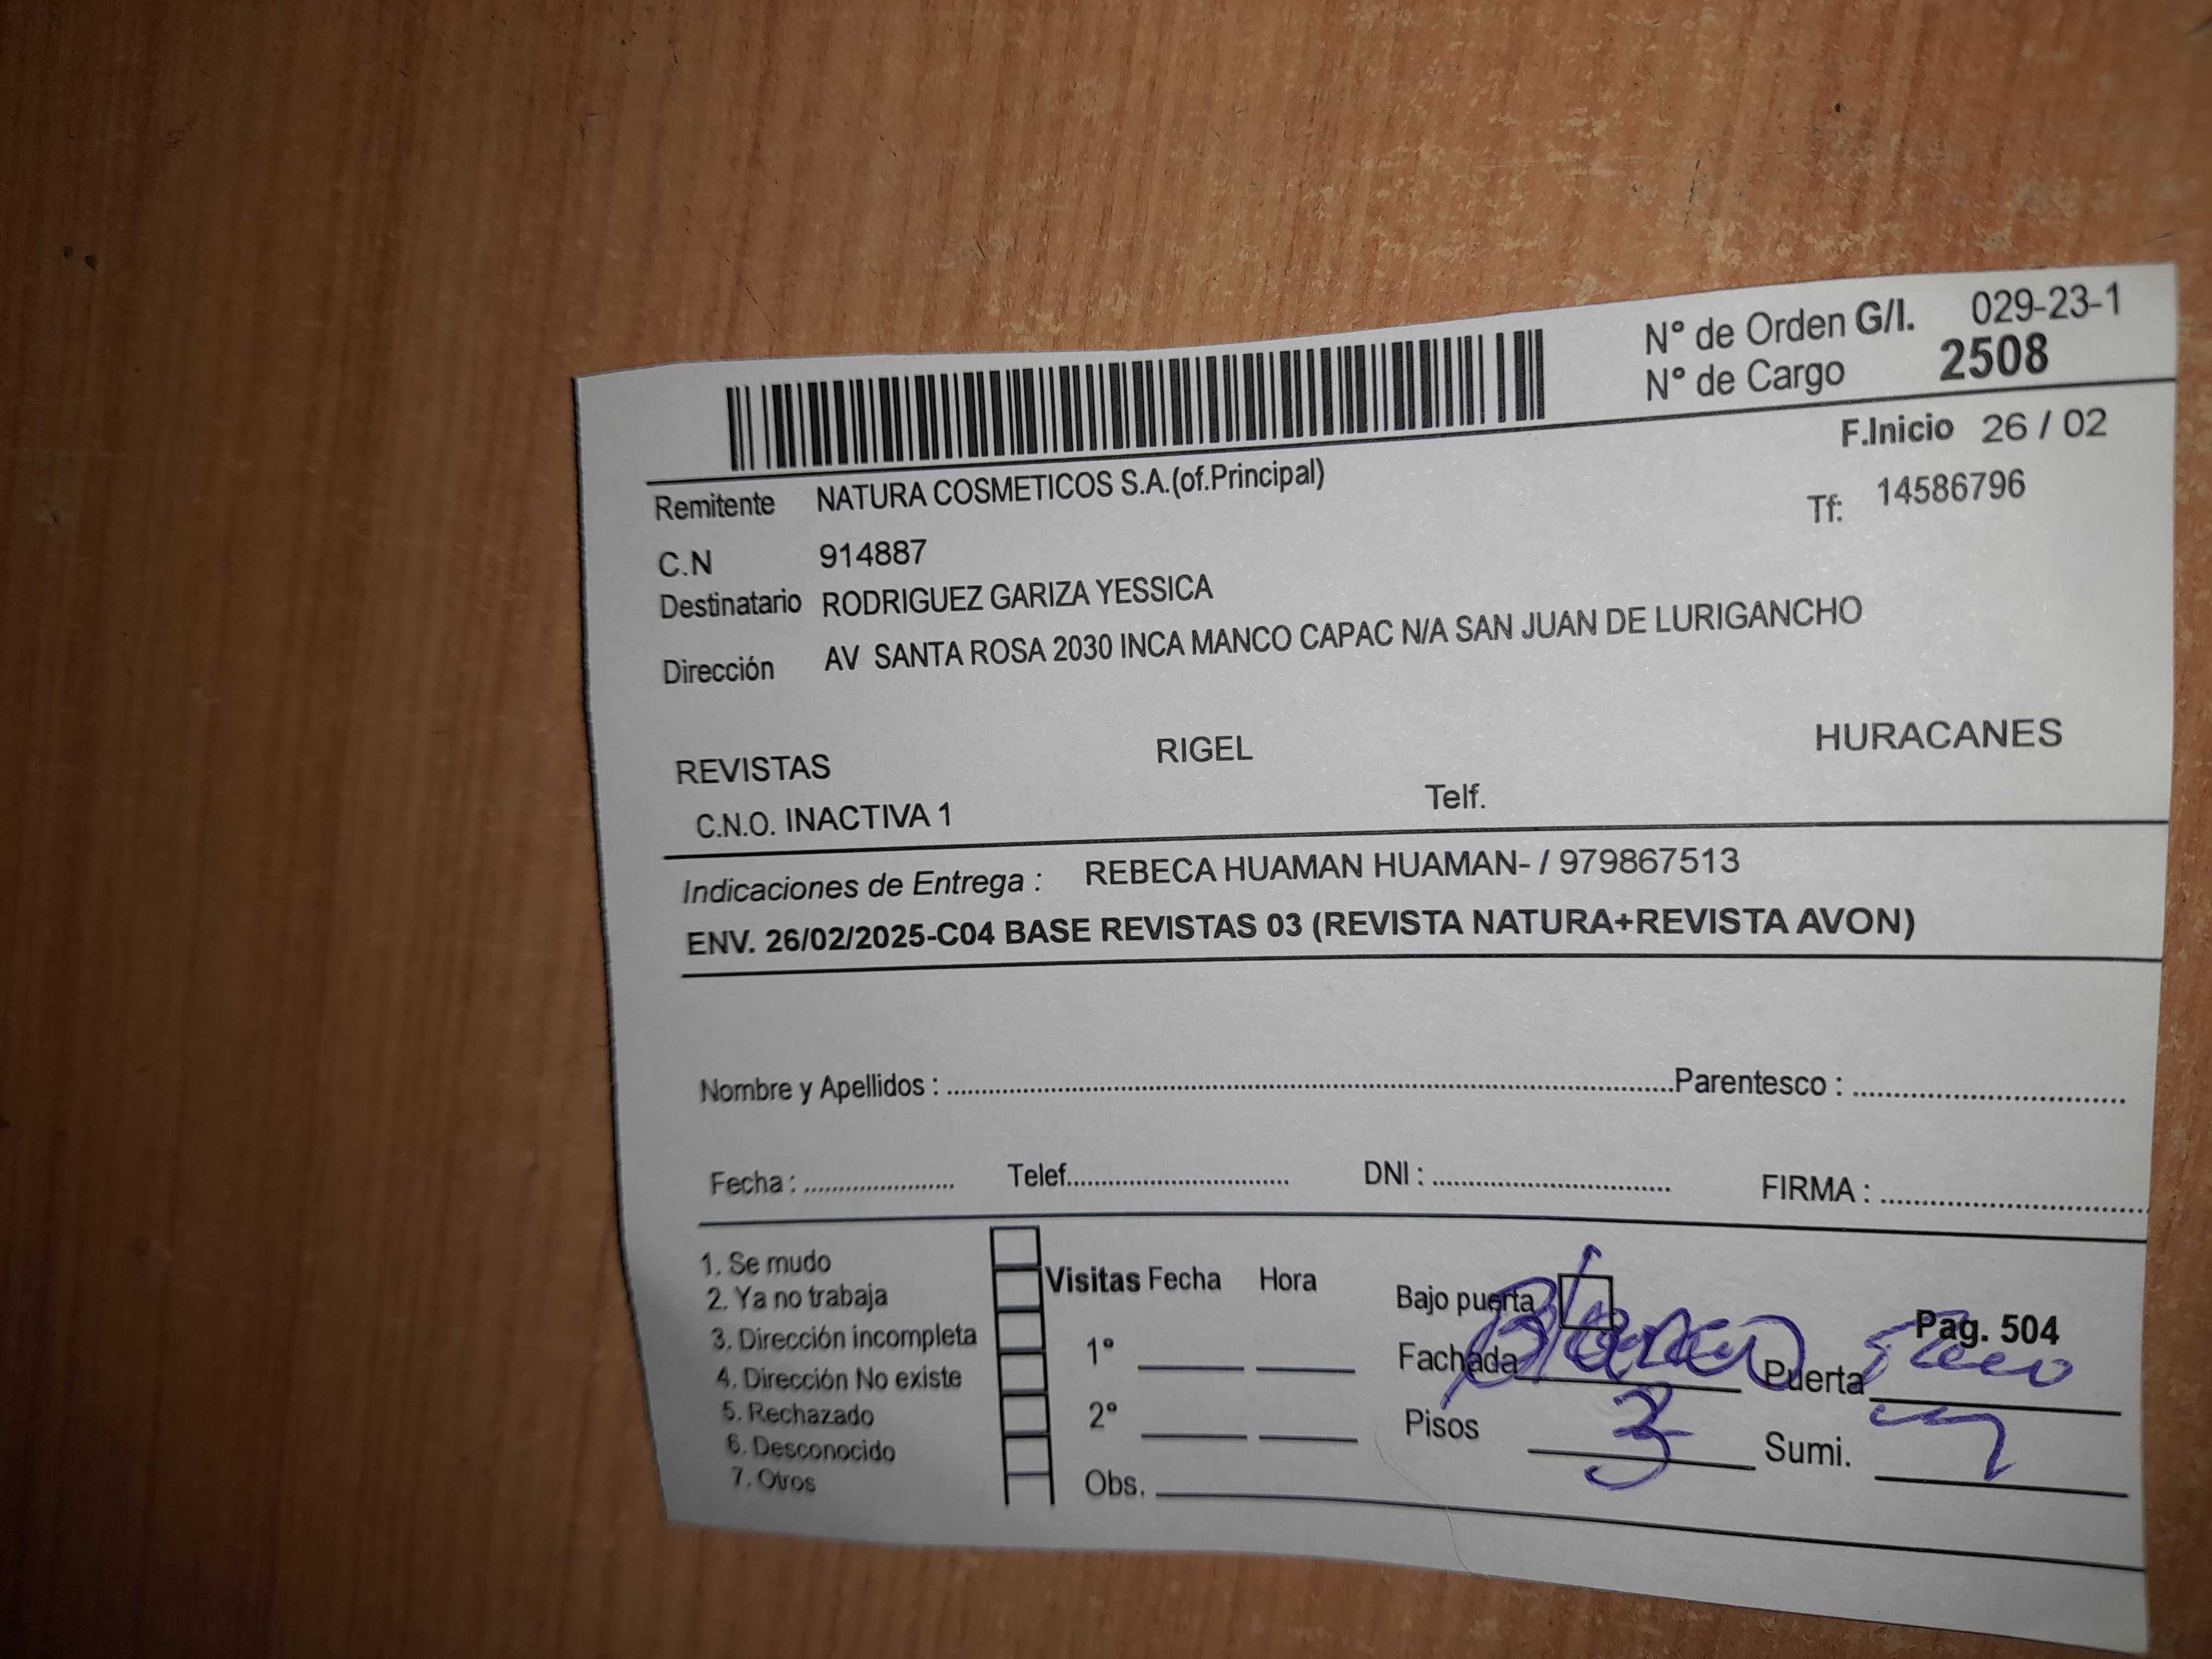 N° de Orden G/I. 029-23-1
N° de Cargo 2508
F.Inicio 26 / 02
Remitente NATURA COSMETICOS S.A.(of.Principal) Tf: 14586796
C.N 914887
Destinatario RODRIGUEZ GARIZA YESSICA
Dirección AV SANTA ROSA 2030 INCA MANCO CAPAC N/A SAN JUAN DE LURIGANCHO
REVISTAS RIGEL HURACANES
C.N.O. INACTIVA 1 Telf.
Indicaciones de Entrega : REBECA HUAMAN HUAMAN- / 979867513
ENV. 26/02/2025-C04 BASE REVISTAS 03 (REVISTA NATURA+REVISTA AVON)
Nombre y Apellidos : Parentesco :
Fecha : Telef. DNI : FIRMA :
1. Se mudo
2. Ya no trabaja
3. Dirección incompleta
4. Dirección No existe
5. Rechazado
6. Desconocido
7. Otros
Visitas Fecha Hora
1°
2°
Obs.
Bajo puerta Pag. 504
Fachada Blanco Puerta
Pisos 3 Sumi.